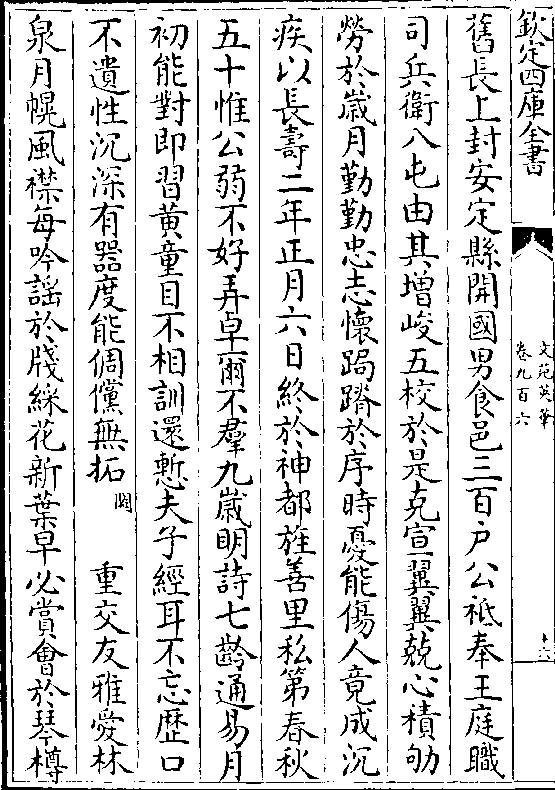 欽定四庫全書
文苑英華
卷九百六
十六
舊長上封安定縣開國男食邑三百户公祗奉王庭職
司兵衛八屯由其增峻五校於是克宣翼翼兢心積劬
勞於嵗月勤勤忠志懷跼蹐於序時憂能傷人竟成沉
疾以長壽二年正月六日終於神都旌善里私第春秋
五十惟公弱不好弄卓爾不羣九嵗明詩七齡通易月
初能對即習黄童目不相訓還慙夫子經耳不忘歴口
不遺性沉深有器度能倜儻無拓闕重交友雅愛林
泉月幌風襟每吟謡於牋綵花新葉早必賞會於琴樽